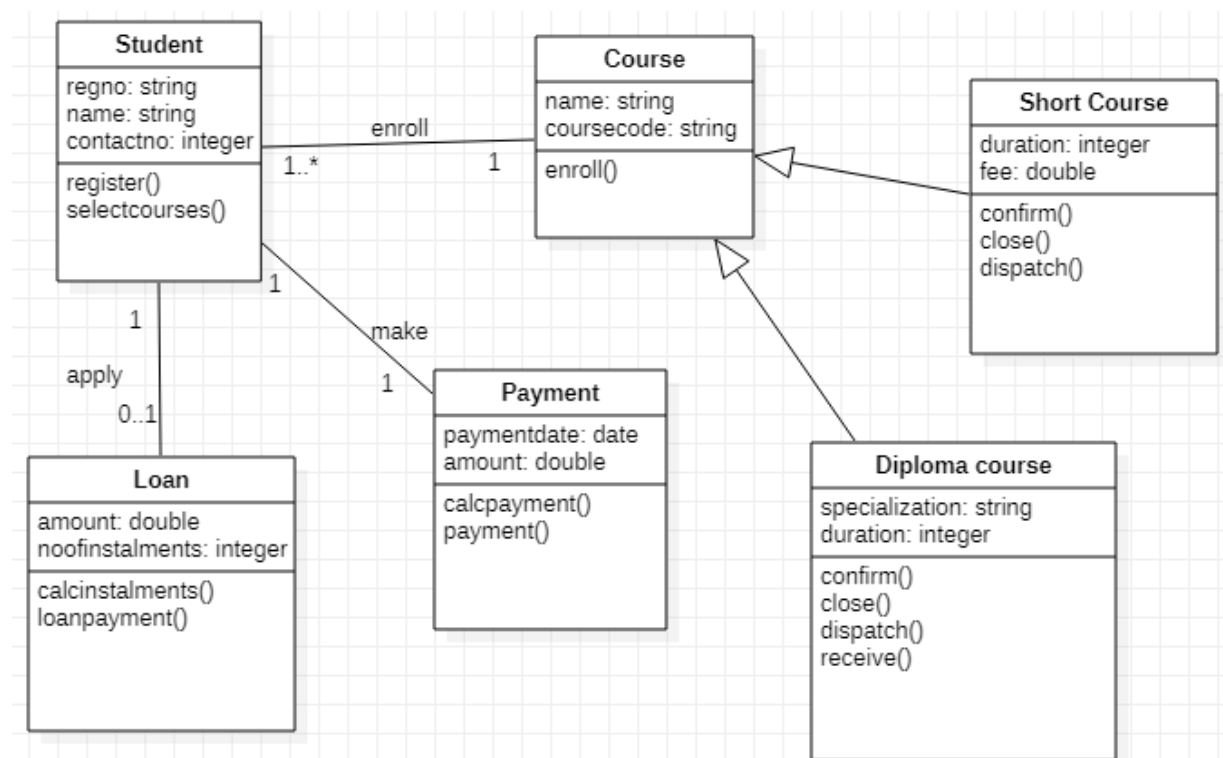 Student
regno: string
name: string
contactno: integer
register()
selectcourses()
enroll
1..*
1
Course
name: string
coursecode: string
enroll()
Short Course
duration: integer
fee: double
confirm()
close()
dispatch()
1
make
1
1
apply
0..1
Loan
amount: double
noofinstalments: integer
calcinstalments()
loanpayment()
Payment
paymentdate: date
amount: double
calcpayment()
payment()
Diploma course
specialization: string
duration: integer
confirm()
close()
dispatch()
receive()